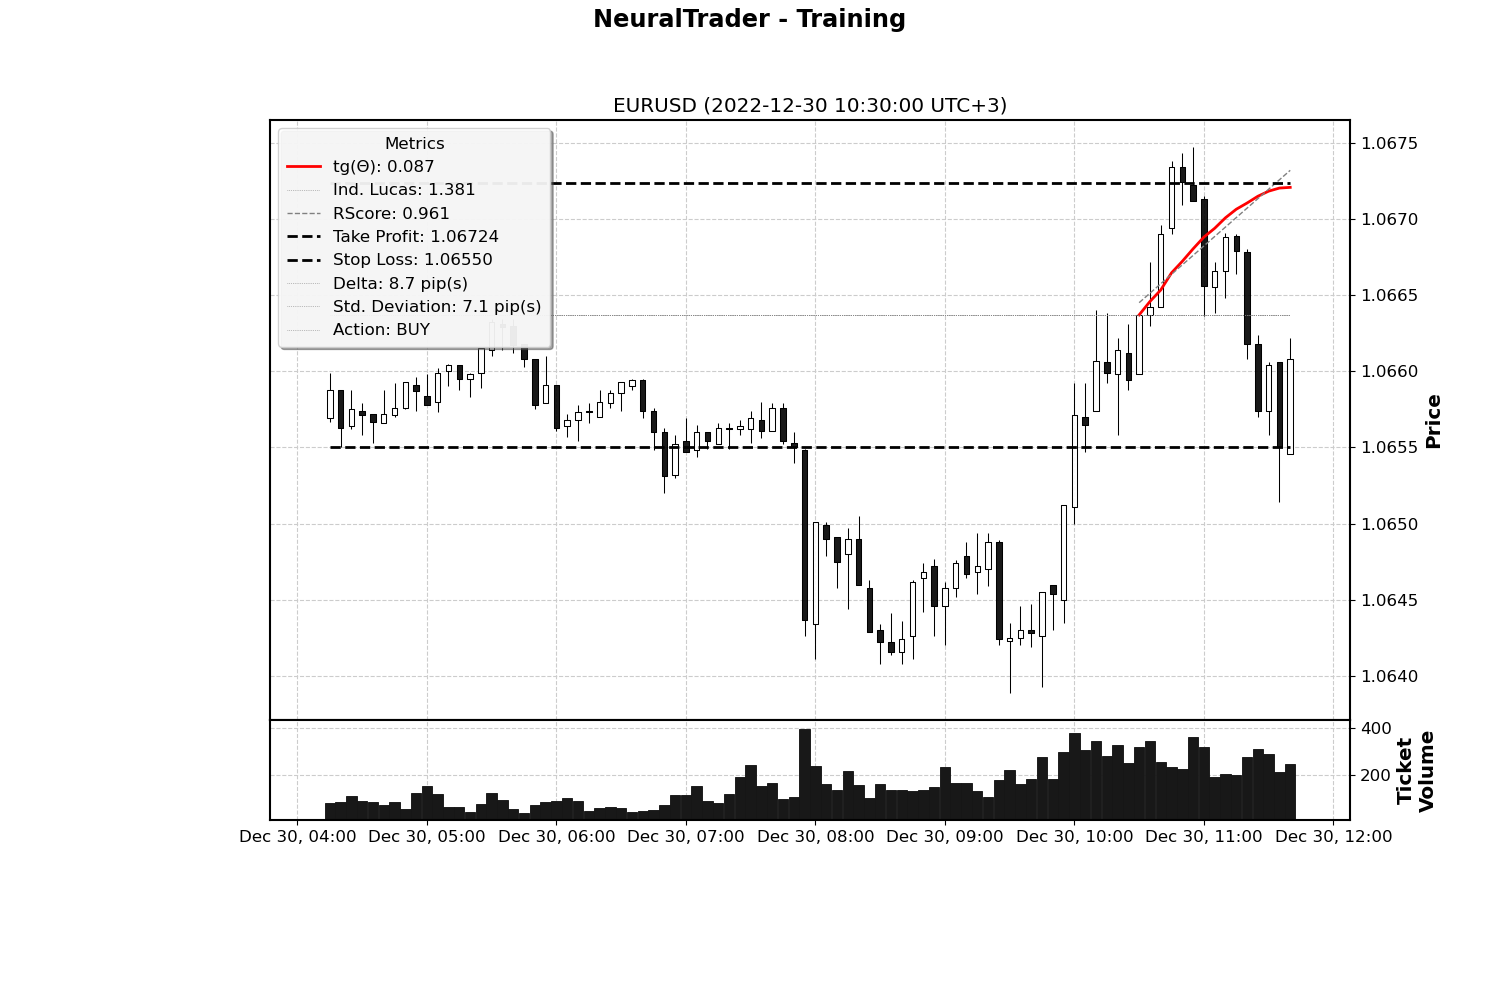 NeuralTrader - Training
EURUSD (2022-12-30 10:30:00 UTC+3)
Metrics
tg(Θ): 0.087
Ind. Lucas: 1.381
RScore: 0.961
Take Profit: 1.06724
Stop Loss: 1.06550
Delta: 8.7 pip(s)
Std. Deviation: 7.1 pip(s)
Action: BUY
1.0675
1.0670
1.0665
1.0660
1.0655
1.0650
1.0645
1.0640
Price
400
200
Ticket
Volume
Dec 30, 04:00 Dec 30, 05:00 Dec 30, 06:00 Dec 30, 07:00 Dec 30, 08:00 Dec 30, 09:00 Dec 30, 10:00 Dec 30, 11:00 Dec 30, 12:00